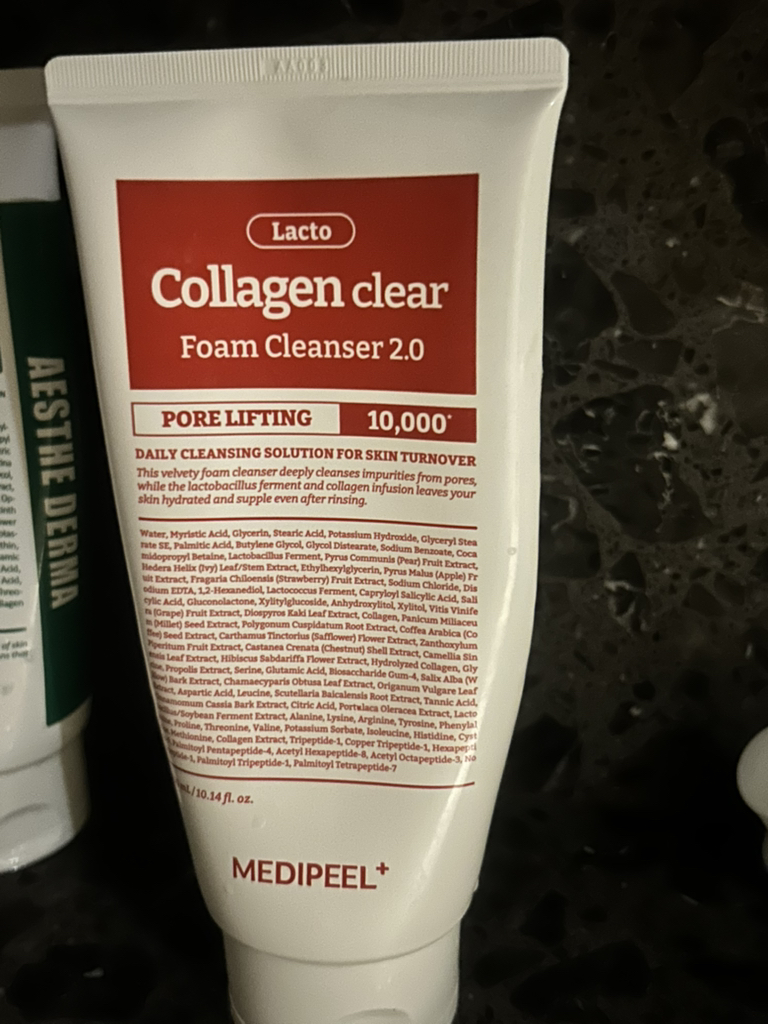 Lacto
Collagen clear
Foam Cleanser 2.0
PORE LIFTING 10,000*
DAILY CLEANSING SOLUTION FOR SKIN TURNOVER
This velvety foam cleanser deeply cleanses impurities from pores,
while the lactobacillus ferment and collagen infusion leaves your
skin hydrated and supple even after rinsing.
Water, Myristic Acid, Glycerin, Stearic Acid, Potassium Hydroxide, Glyceryl Stea
rate SE, Palmitic Acid, Butylene Glycol, Glycol Distearate, Sodium Benzoate, Coca
midopropyl Betaine, Lactobacillus Ferment, Pyrus Communis (Pear) Fruit Extract,
Hedera Helix (Ivy) Leaf/Stem Extract, Ethylhexylglycerin, Pyrus Malus (Apple) Fr
uit Extract, Fragaria Chiloensis (Strawberry) Fruit Extract, Sodium Chloride, Dis
odium EDTA, 1,2-Hexanediol, Lactococcus Ferment, Capryloyl Salicylic Acid, Sali
cylic Acid, Gluconolactone, Xylitylglucoside, Anhydroxylitol, Xylitol, Vitis Vinife
ra (Grape) Fruit Extract, Diospyros Kaki Leaf Extract, Collagen, Panicum Miliaceu
m (Millet) Seed Extract, Polygonum Cuspidatum Root Extract, Coffea Arabica (Co
ffee) Seed Extract, Carthamus Tinctorius (Safflower) Flower Extract, Zanthoxylum
Piperitum Fruit Extract, Castanea Crenata (Chestnut) Shell Extract, Camellia Sin
ensis Leaf Extract, Hibiscus Sabdariffa Flower Extract, Hydrolyzed Collagen, Gly
Propolis Extract, Serine, Glutamic Acid, Biosaccharide Gum-4, Salix Alba (W
Bark Extract, Chamaecyparis Obtusa Leaf Extract, Origanum Vulgare Leaf
Aspartic Acid, Leucine, Scutellaria Baicalensis Root Extract, Tannic Acid,
Cassia Bark Extract, Citric Acid, Portulaca Oleracea Extract, Lacto
/Soybean Ferment Extract, Alanine, Lysine, Arginine, Tyrosine, Phenylal
Proline, Threonine, Valine, Potassium Sorbate, Isoleucine, Histidine, Cyst
Methionine, Collagen Extract, Tripeptide-1, Copper Tripeptide-1, Hexapepti
Palmitoyl Pentapeptide-4, Acetyl Hexapeptide-8, Acetyl Octapeptide-3, No
Palmitoyl Tripeptide-1, Palmitoyl Tetrapeptide-7
mL/10.14 fl. oz.
MEDIPEEL+
AESTHE DERMA